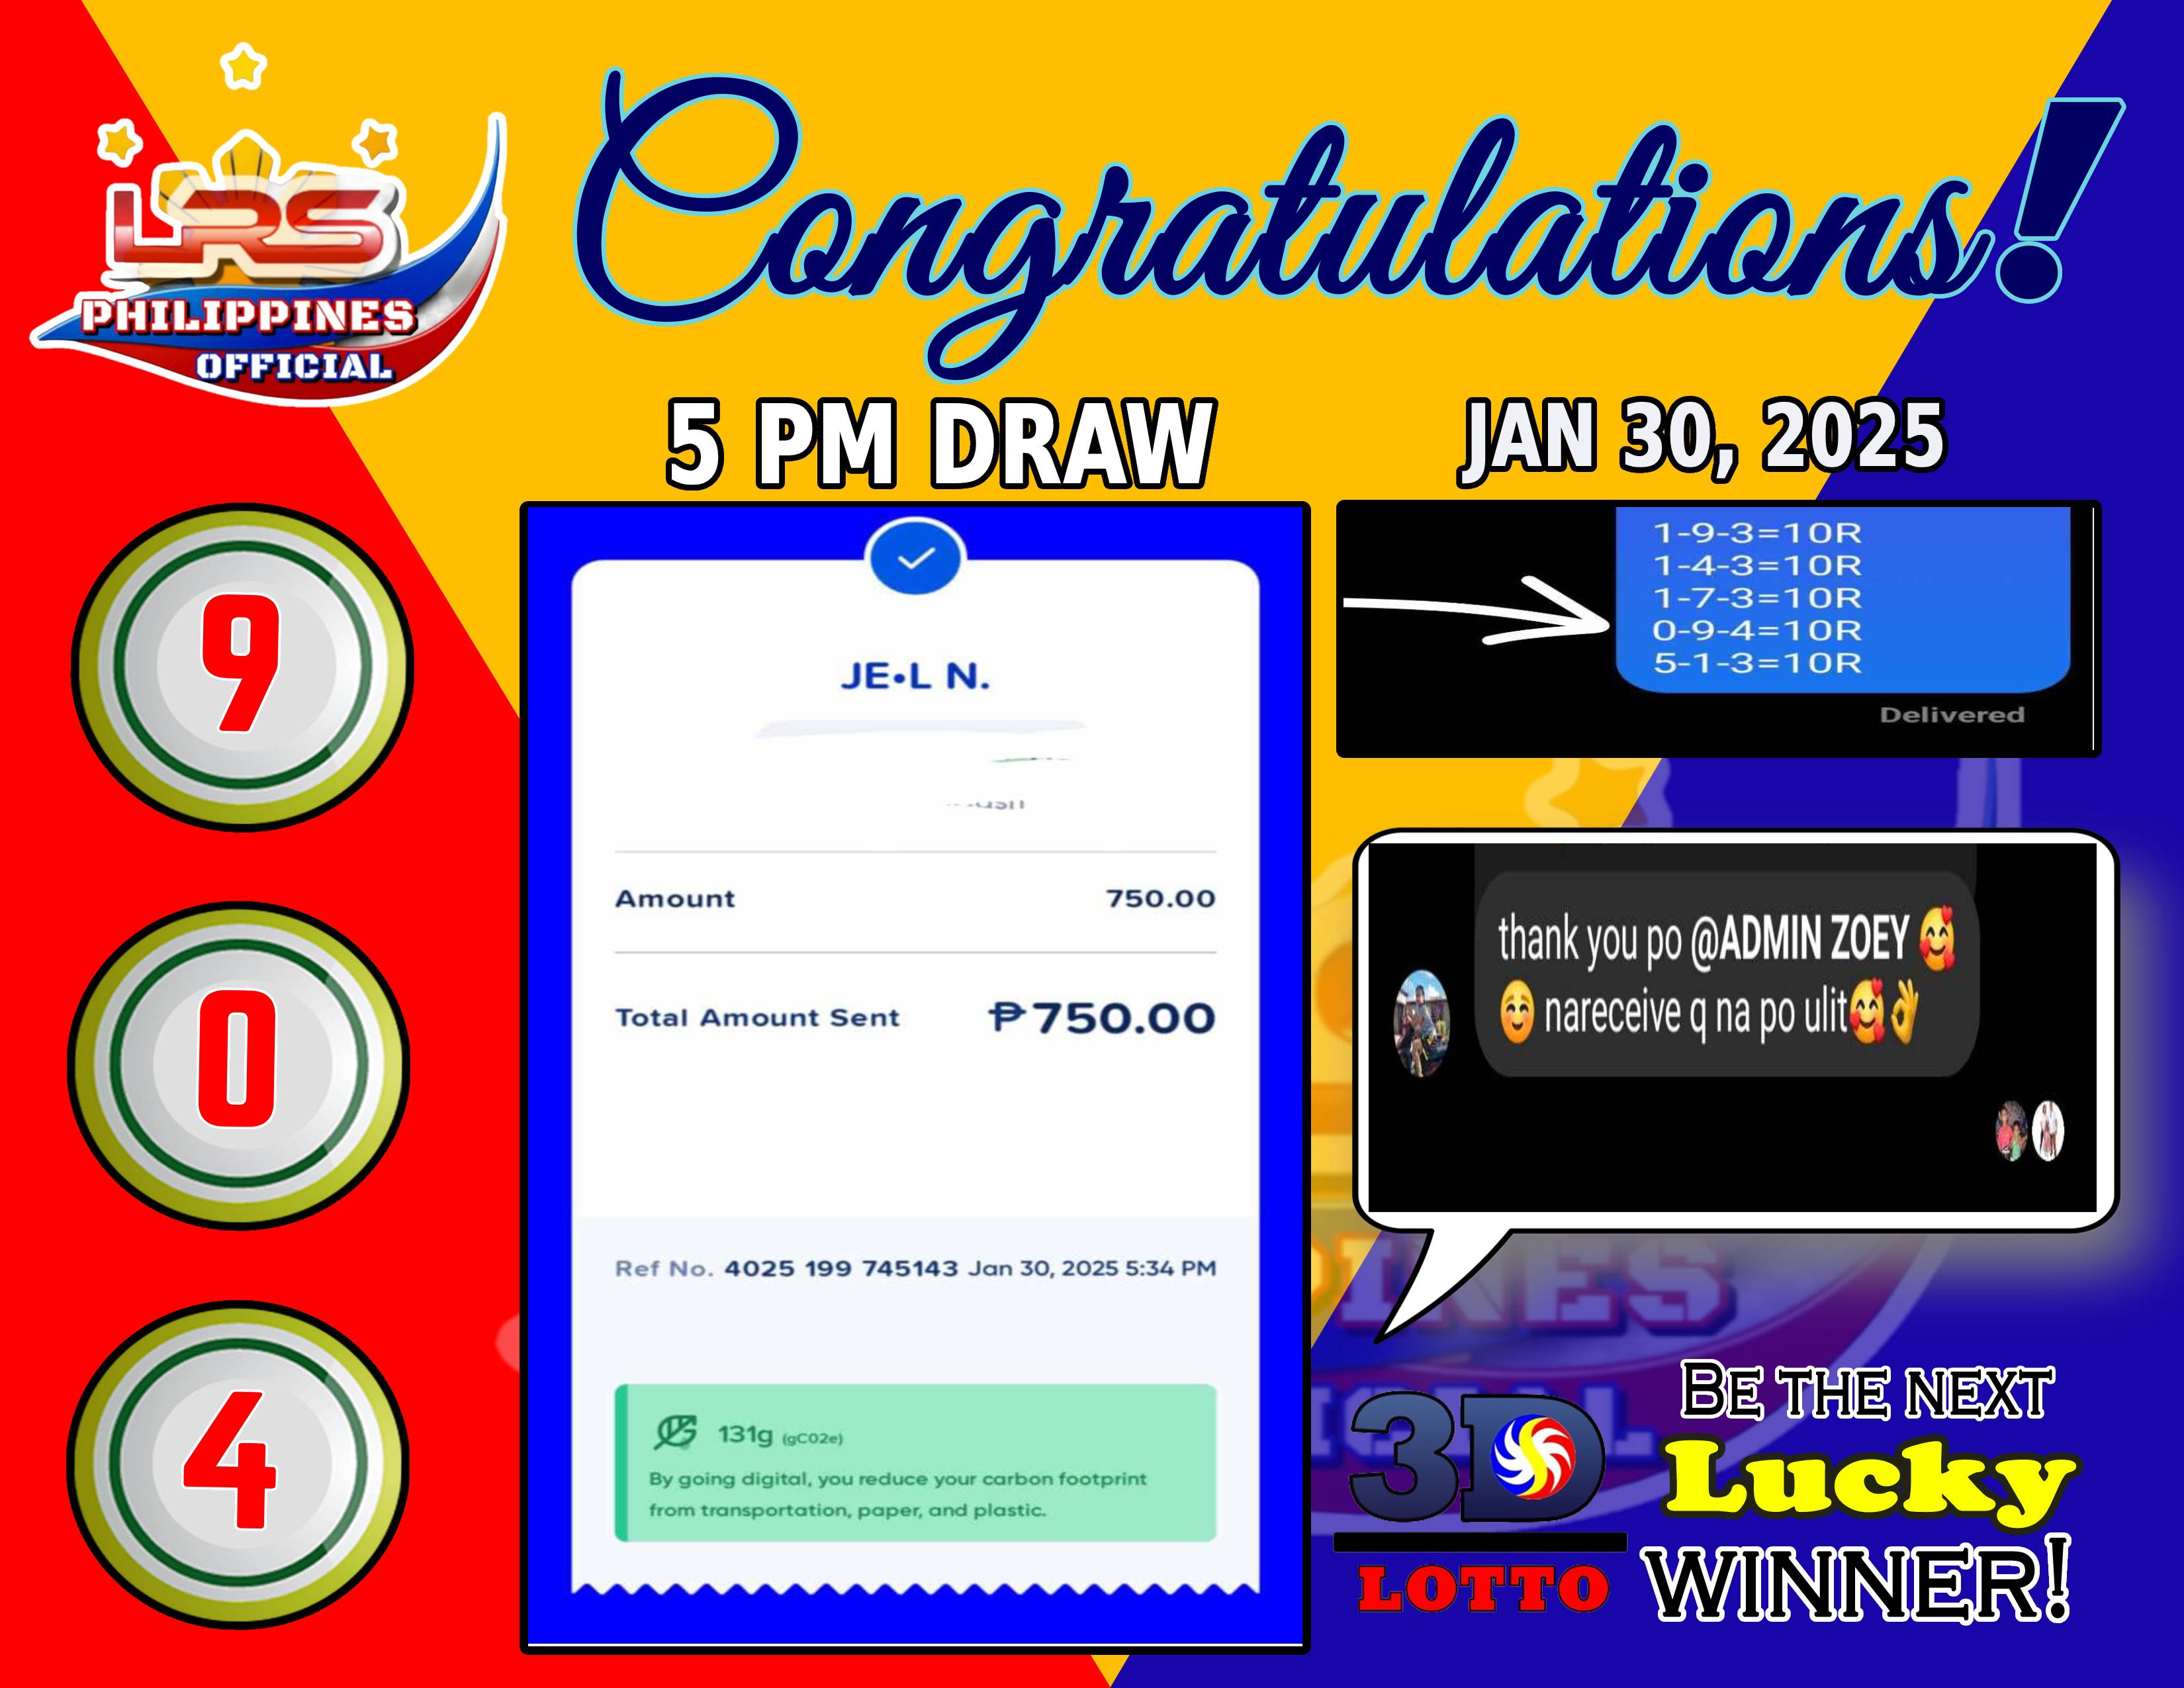 Congratulations!
LRS
PHILIPPINES
OFFICIAL
5 PM DRAW
JAN 30, 2025
9
0
4
JE•L N.
Amount 750.00
Total Amount Sent ₱750.00
Ref No. 4025 199 745143 Jan 30, 2025 5:34 PM
131g (gC02e)
By going digital, you reduce your carbon footprint
from transportation, paper, and plastic.
1-9-3=10R
1-4-3=10R
1-7-3=10R
0-9-4=10R
5-1-3=10R
Delivered
thank you po @ADMIN ZOEY 🥰
☺️ nareceive q na po ulit🥰👌
3D
LOTTO
BE THE NEXT
Lucky
WINNER!